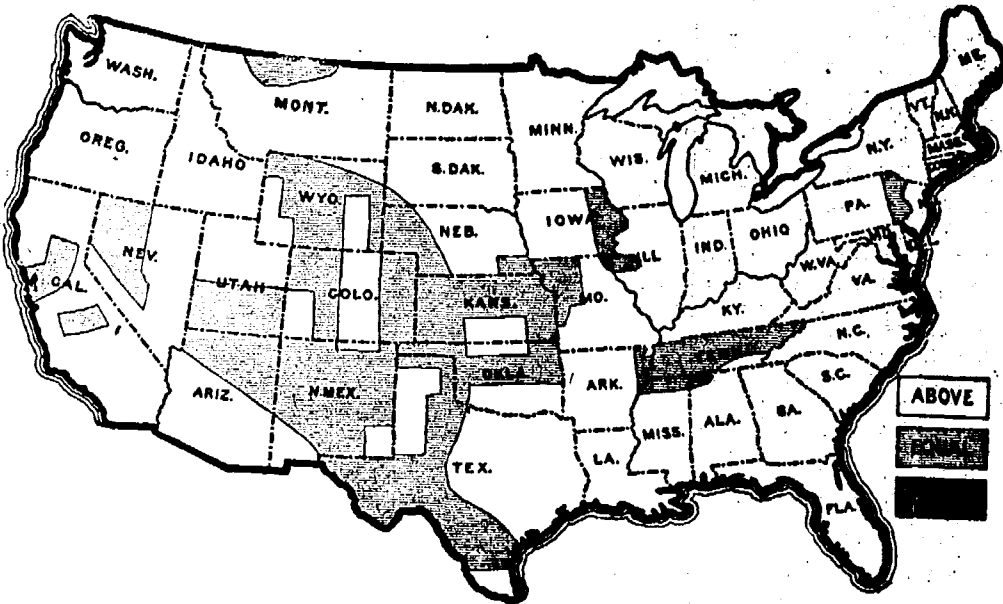 WASH.
MONT.
N.DAK.
MINN.
ME.
VT.
N.H.
OREG.
IDAHO
S.DAK.
WIS.
MICH.
N.Y.
MASS.
WYO.
NEB.
IOWA
PA.
NEV.
UTAH
COLO.
KANS.
MO.
ILL
IND.
OHIO
W.VA.
VA.
CAL.
KY.
N.C.
ARIZ.
N.MEX.
OKLA.
ARK.
TENN.
S.C.
TEX.
LA.
MISS.
ALA.
GA.
FLA.
ABOVE